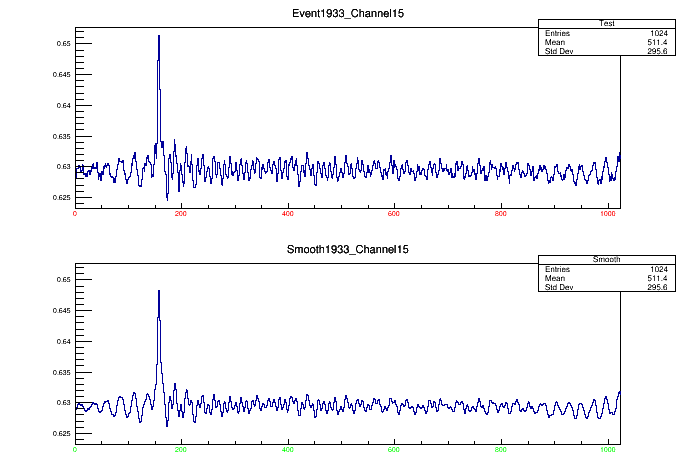 Event1933_Channel15
Test
Entries 1024
Mean 511.4
Std Dev 295.6
0.65
0.645
0.64
0.635
0.63
0.625
0 200 400 600 800 1000
Smooth1933_Channel15
Smooth
Entries 1024
Mean 511.4
Std Dev 295.6
0.65
0.645
0.64
0.635
0.63
0.625
0 200 400 600 800 1000